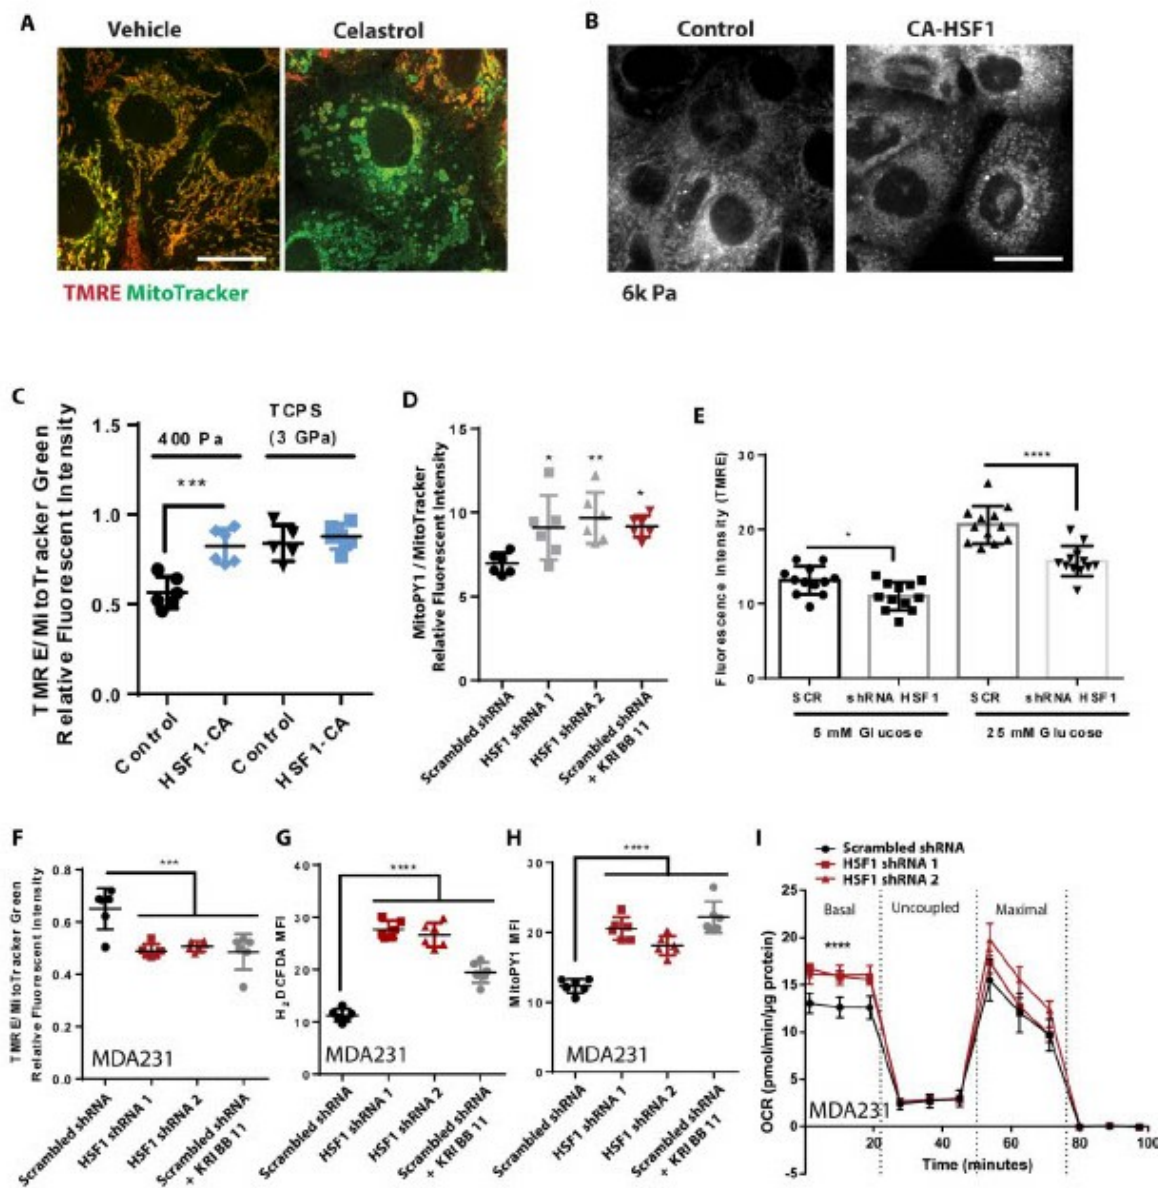 A
Vehicle
Celastrol
TMRE MitoTracker
B
Control
CA-HSF1
6k Pa
C
TMRE/MitoTracker Green
Relative Fluorescent Intensity
1.5
1.0
0.5
0.0
400 Pa
TCPS
(3 GPa)
***
Control
HSF1-CA
Control
HSF1-CA
D
MitoPY1/MitoTracker
Relative Fluorescent Intensity
15
10
5
0
*
**
*
Scrambled shRNA
HSF1 shRNA 1
HSF1 shRNA 2
Scrambled shRNA
+ KRIBB 11
E
Fluorescence Intensity (TMRE)
30
20
10
0
*
****
SCR
shRNA HSF1
SCR
shRNA HSF1
5 mM Glucose
25 mM Glucose
F
TMRE/MitoTracker Green
Relative Fluorescent Intensity
0.8
0.6
0.4
0.2
0.0
***
MDA231
Scrambled shRNA
HSF1 shRNA 1
HSF1 shRNA 2
Scrambled shRNA
+ KRIBB 11
G
H₂DCFDA MFI
40
30
20
10
0
****
MDA231
Scrambled shRNA
HSF1 shRNA 1
HSF1 shRNA 2
Scrambled shRNA
+ KRIBB 11
H
MitoPY1 MFI
30
20
10
0
****
MDA231
Scrambled shRNA
HSF1 shRNA 1
HSF1 shRNA 2
Scrambled shRNA
+ KRIBB 11
I
Scrambled shRNA
HSF1 shRNA 1
HSF1 shRNA 2
OCR (pmol/min/µg protein)
25
20
15
10
5
0
-5
Basal
Uncoupled
Maximal
****
MDA231
20
40
60
80
100
Time (minutes)